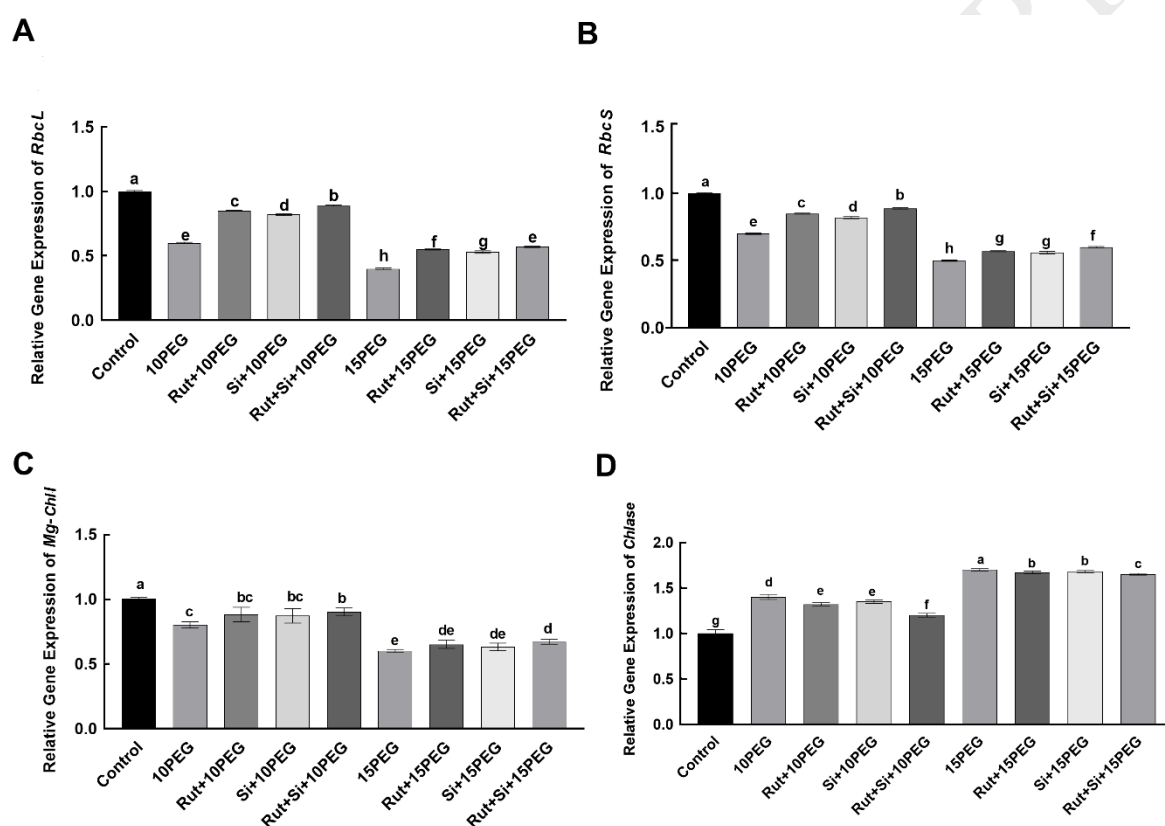 A
Relative Gene Expression of RbcL
1.5
1.0
0.5
0.0
a
e
c
d
b
h
f
g
e
Control
10PEG
Rut+10PEG
Si+10PEG
Rut+Si+10PEG
15PEG
Rut+15PEG
Si+15PEG
Rut+Si+15PEG
B
Relative Gene Expression of RbcS
1.5
1.0
0.5
0.0
a
e
c
d
b
h
g
g
f
Control
10PEG
Rut+10PEG
Si+10PEG
Rut+Si+10PEG
15PEG
Rut+15PEG
Si+15PEG
Rut+Si+15PEG
C
Relative Gene Expression of Mg-ChlI
1.5
1.0
0.5
0.0
a
c
bc
bc
b
e
de
de
d
Control
10PEG
Rut+10PEG
Si+10PEG
Rut+Si+10PEG
15PEG
Rut+15PEG
Si+15PEG
Rut+Si+15PEG
D
Relative Gene Expression of Chlase
2.0
1.5
1.0
0.5
0.0
g
d
e
e
f
a
b
b
c
Control
10PEG
Rut+10PEG
Si+10PEG
Rut+Si+10PEG
15PEG
Rut+15PEG
Si+15PEG
Rut+Si+15PEG